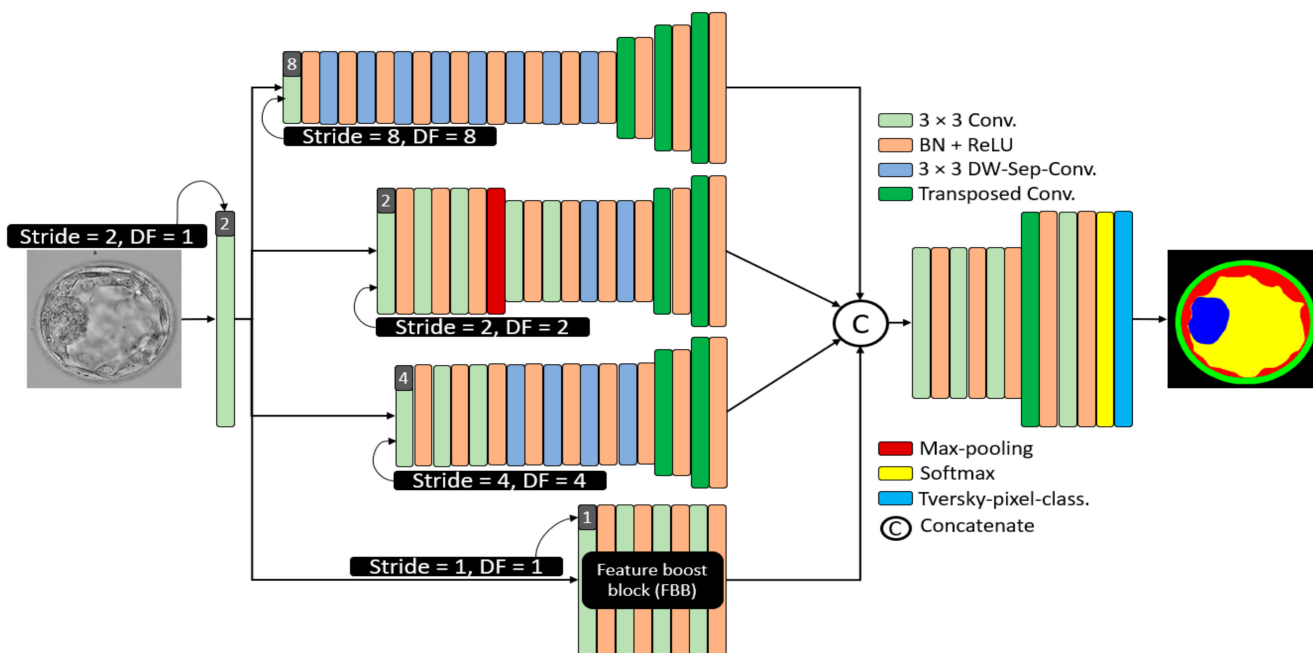 8
Stride = 8, DF = 8
3 × 3 Conv.
BN + ReLU
3 × 3 DW-Sep-Conv.
Transposed Conv.
2
Stride = 2, DF = 1
2
Stride = 2, DF = 2
C
4
Stride = 4, DF = 4
Max-pooling
Softmax
Tversky-pixel-class.
C Concatenate
1
Stride = 1, DF = 1
Feature boost
block (FBB)